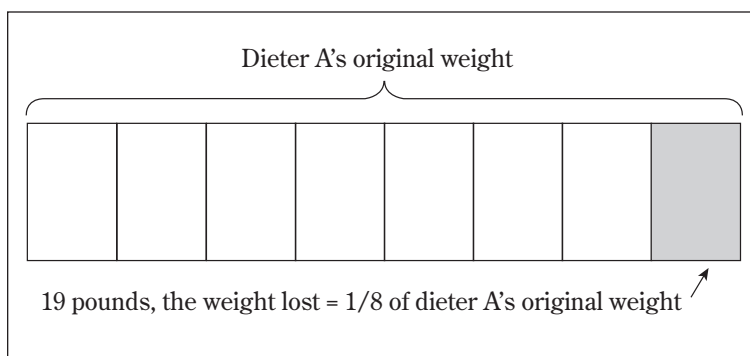 Dieter A’s original weight
19 pounds, the weight lost = 1/8 of dieter A’s original weight